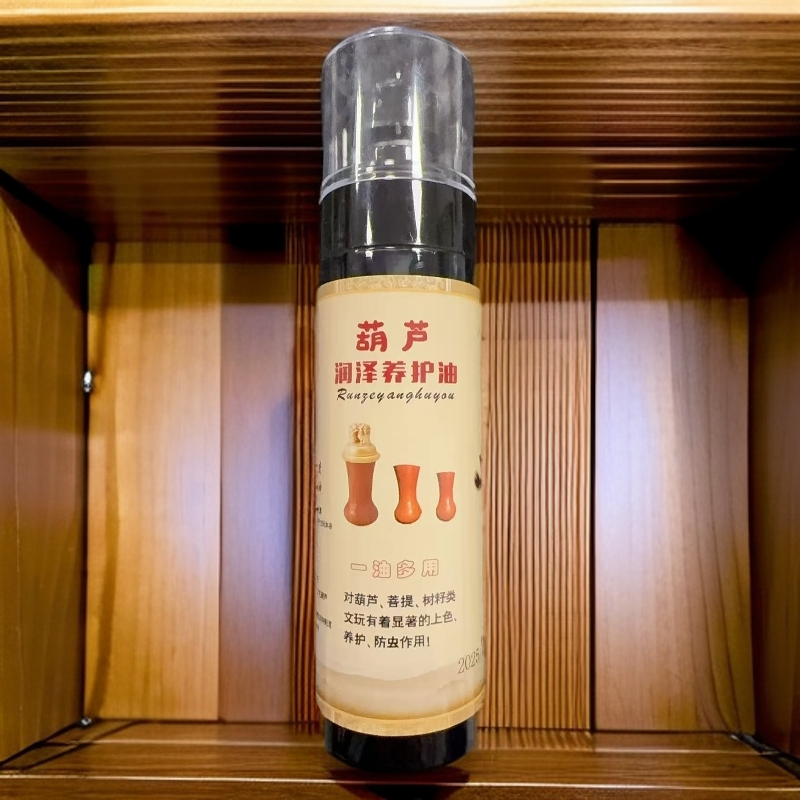 葫芦
润泽养护油
Runzeyanghuyou
一油多用
对葫芦、菩提、树籽类
文玩有着显著的上色、
养护、防虫作用!
2025